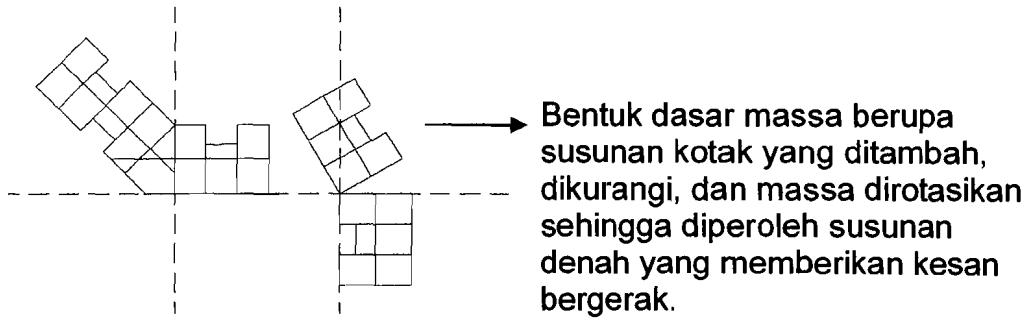 Bentuk dasar massa berupa
susunan kotak yang ditambah,
dikurangi, dan massa dirotasikan
sehingga diperoleh susunan
denah yang memberikan kesan
bergerak.